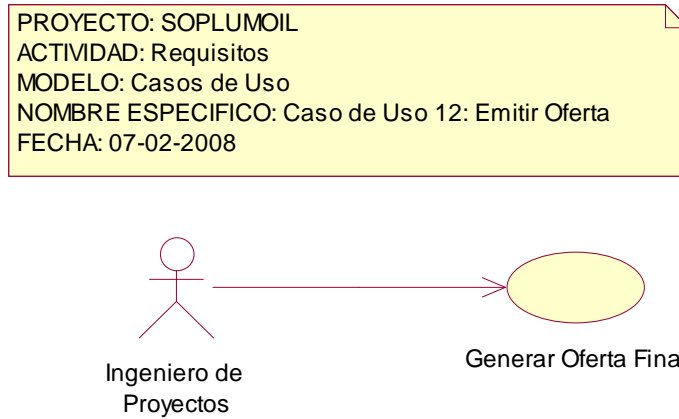 PROYECTO: SOPLUMOIL
ACTIVIDAD: Requisitos
MODELO: Casos de Uso
NOMBRE ESPECIFICO: Caso de Uso 12: Emitir Oferta
FECHA: 07-02-2008
Generar Oferta Fina
Ingeniero de
Proyectos